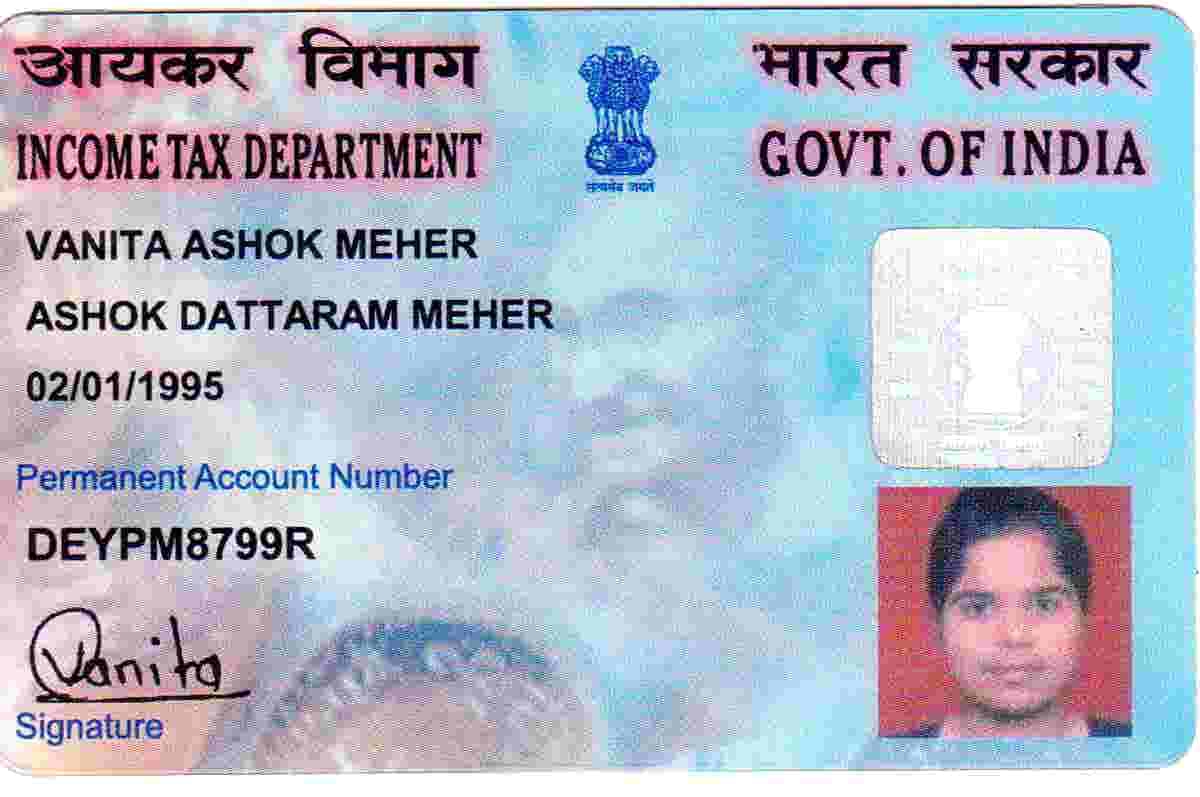 आयकर विभाग
भारत सरकार
INCOME TAX DEPARTMENT
GOVT. OF INDIA
सत्यमेव जयते
VANITA ASHOK MEHER
ASHOK DATTARAM MEHER
02/01/1995
Permanent Account Number
DEYPM8799R
Vanita
Signature